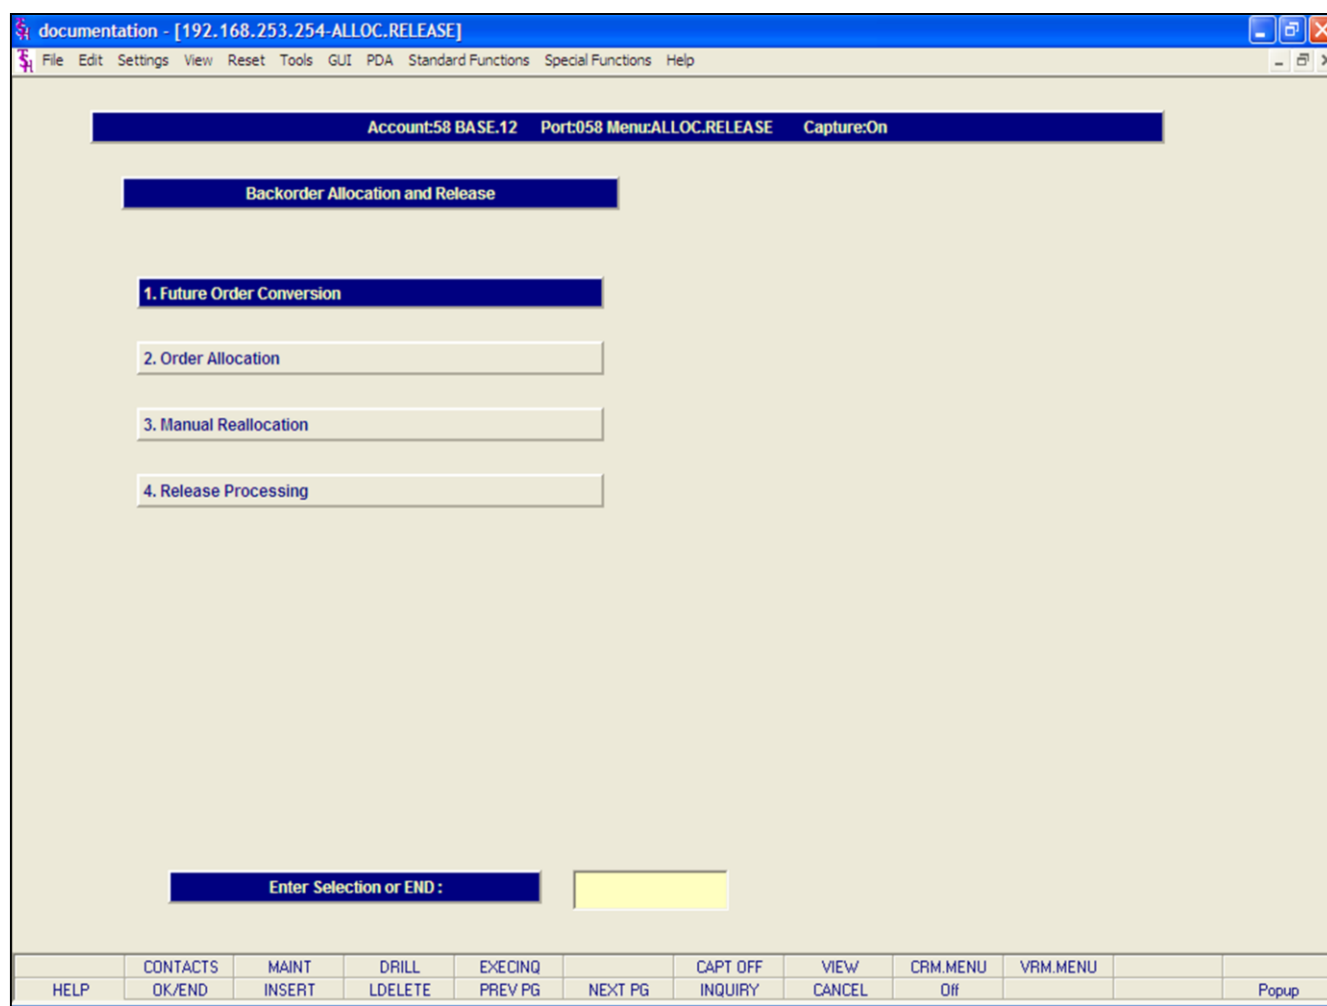 documentation - [192.168.253.254-ALLOC.RELEASE]
File Edit Settings View Reset Tools GUI PDA Standard Functions Special Functions Help
Account:58 BASE.12 Port:058 Menu:ALLOC.RELEASE Capture:On
Backorder Allocation and Release
1. Future Order Conversion
2. Order Allocation
3. Manual Reallocation
4. Release Processing
Enter Selection or END :
CONTACTS MAINT DRILL EXECINQ CAPT OFF VIEW CRM.MENU VRM.MENU
HELP OK/END INSERT LDELETE PREV PG NEXT PG INQUIRY CANCEL Off Popup